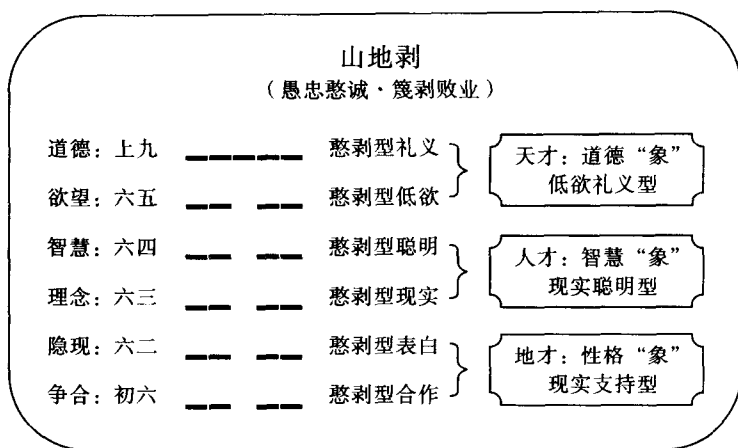 山地剥
（愚忠憨诚·篾剥败业）
道德：上九 憨剥型礼义
欲望：六五 憨剥型低欲
天才：道德“象”
低欲礼义型
智慧：六四 憨剥型聪明
理念：六三 憨剥型现实
人才：智慧“象”
现实聪明型
隐现：六二 憨剥型表白
争合：初六 憨剥型合作
地才：性格“象”
现实支持型